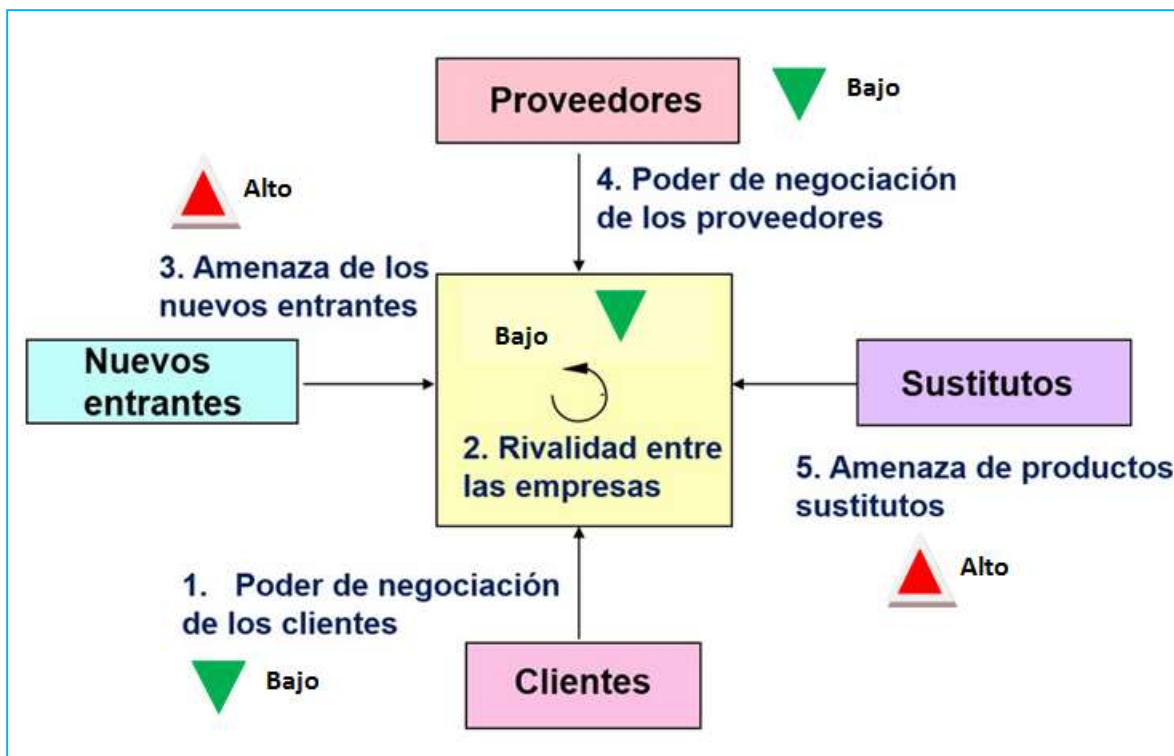 Proveedores
Bajo
4. Poder de negociación
de los proveedores
Alto
3. Amenaza de los
nuevos entrantes
Nuevos
entrantes
Bajo
2. Rivalidad entre
las empresas
Sustitutos
5. Amenaza de productos
sustitutos
Alto
1. Poder de negociación
de los clientes
Bajo
Clientes